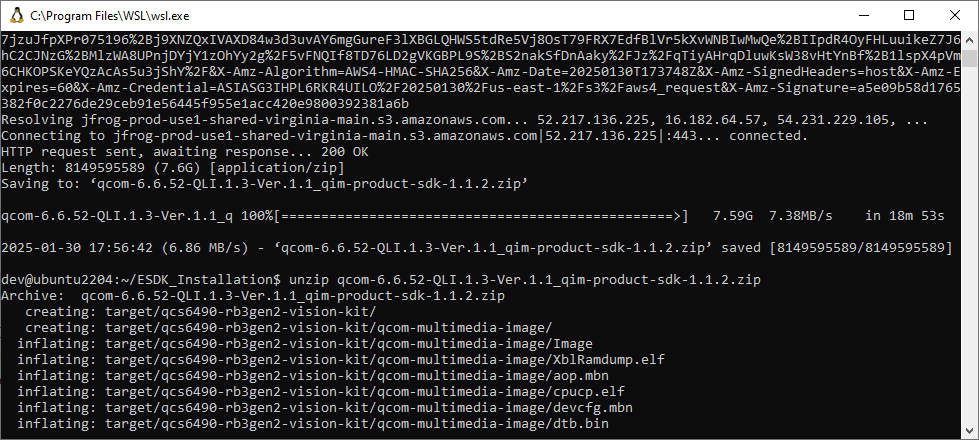 C:\Program Files\WSL\wsl.exe
7jzuJfpXPr075196%2Bj9XNZQxIVAXD84w3d3uvAY6mgGureF3lXBGLQHWS5tdRe5Vj8OsT79FRX7EdfBlVr5kXvWNBIwMwQe%2BIIpdR4OyFHLuuikeZ7J6
hC2CJNzG%2BMlzWA8UPnjDYjY1zOhYy2g%2F5vFNQIf8TD76LD2gVKGBPL9S%2BS2nakSfDnAaky%2FJz%2FqTiyAHrqDluwKsW38vHtYnBf%2B1lspX4pVm
6CHKOPSKeYQzAcAs5u3jShY%2F&X-Amz-Algorithm=AWS4-HMAC-SHA256&X-Amz-Date=20250130T173748Z&X-Amz-SignedHeaders=host&X-Amz-E
xpires=60&X-Amz-Credential=ASIASG3IHPL6RKR4UILO%2F20250130%2Fus-east-1%2Fs3%2Faws4_request&X-Amz-Signature=a5e09b58d1765
382f0c2276de29ceb91e56445f955e1acc420e9800392381a6b
Resolving jfrog-prod-use1-shared-virginia-main.s3.amazonaws.com... 52.217.136.225, 16.182.64.57, 54.231.229.105, ...
Connecting to jfrog-prod-use1-shared-virginia-main.s3.amazonaws.com|52.217.136.225|:443... connected.
HTTP request sent, awaiting response... 200 OK
Length: 8149595589 (7.6G) [application/zip]
Saving to: ‘qcom-6.6.52-QLI.1.3-Ver.1.1_qim-product-sdk-1.1.2.zip’
qcom-6.6.52-QLI.1.3-Ver.1.1_q 100%[=================================================>]   7.59G  7.38MB/s    in 18m 53s
2025-01-30 17:56:42 (6.86 MB/s) - ‘qcom-6.6.52-QLI.1.3-Ver.1.1_qim-product-sdk-1.1.2.zip’ saved [8149595589/8149595589]
dev@ubuntu2204:~/ESDK_Installation$ unzip qcom-6.6.52-QLI.1.3-Ver.1.1_qim-product-sdk-1.1.2.zip
Archive:  qcom-6.6.52-QLI.1.3-Ver.1.1_qim-product-sdk-1.1.2.zip
creating: target/qcs6490-rb3gen2-vision-kit/
creating: target/qcs6490-rb3gen2-vision-kit/qcom-multimedia-image/
inflating: target/qcs6490-rb3gen2-vision-kit/qcom-multimedia-image/Image
inflating: target/qcs6490-rb3gen2-vision-kit/qcom-multimedia-image/XblRamdump.elf
inflating: target/qcs6490-rb3gen2-vision-kit/qcom-multimedia-image/aop.mbn
inflating: target/qcs6490-rb3gen2-vision-kit/qcom-multimedia-image/cpucp.elf
inflating: target/qcs6490-rb3gen2-vision-kit/qcom-multimedia-image/devcfg.mbn
inflating: target/qcs6490-rb3gen2-vision-kit/qcom-multimedia-image/dtb.bin